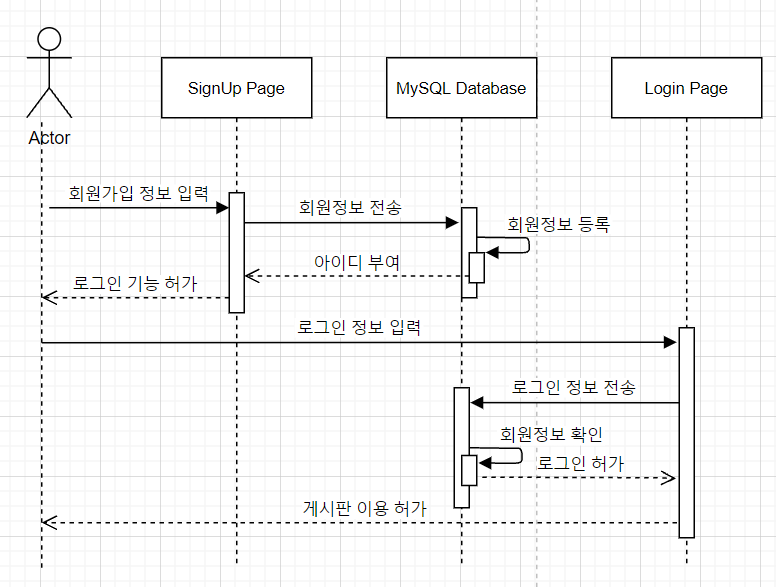 SignUp Page
MySQL Database
Login Page
Actor
회원가입 정보 입력
회원정보 전송
회원정보 등록
아이디 부여
로그인 기능 허가
로그인 정보 입력
로그인 정보 전송
회원정보 확인
로그인 허가
게시판 이용 허가